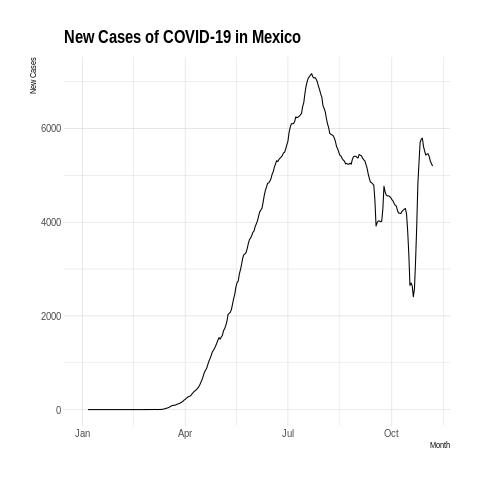 New Cases of COVID-19 in Mexico
New Cases
6000
4000
2000
0
Jan Apr Jul Oct
Month